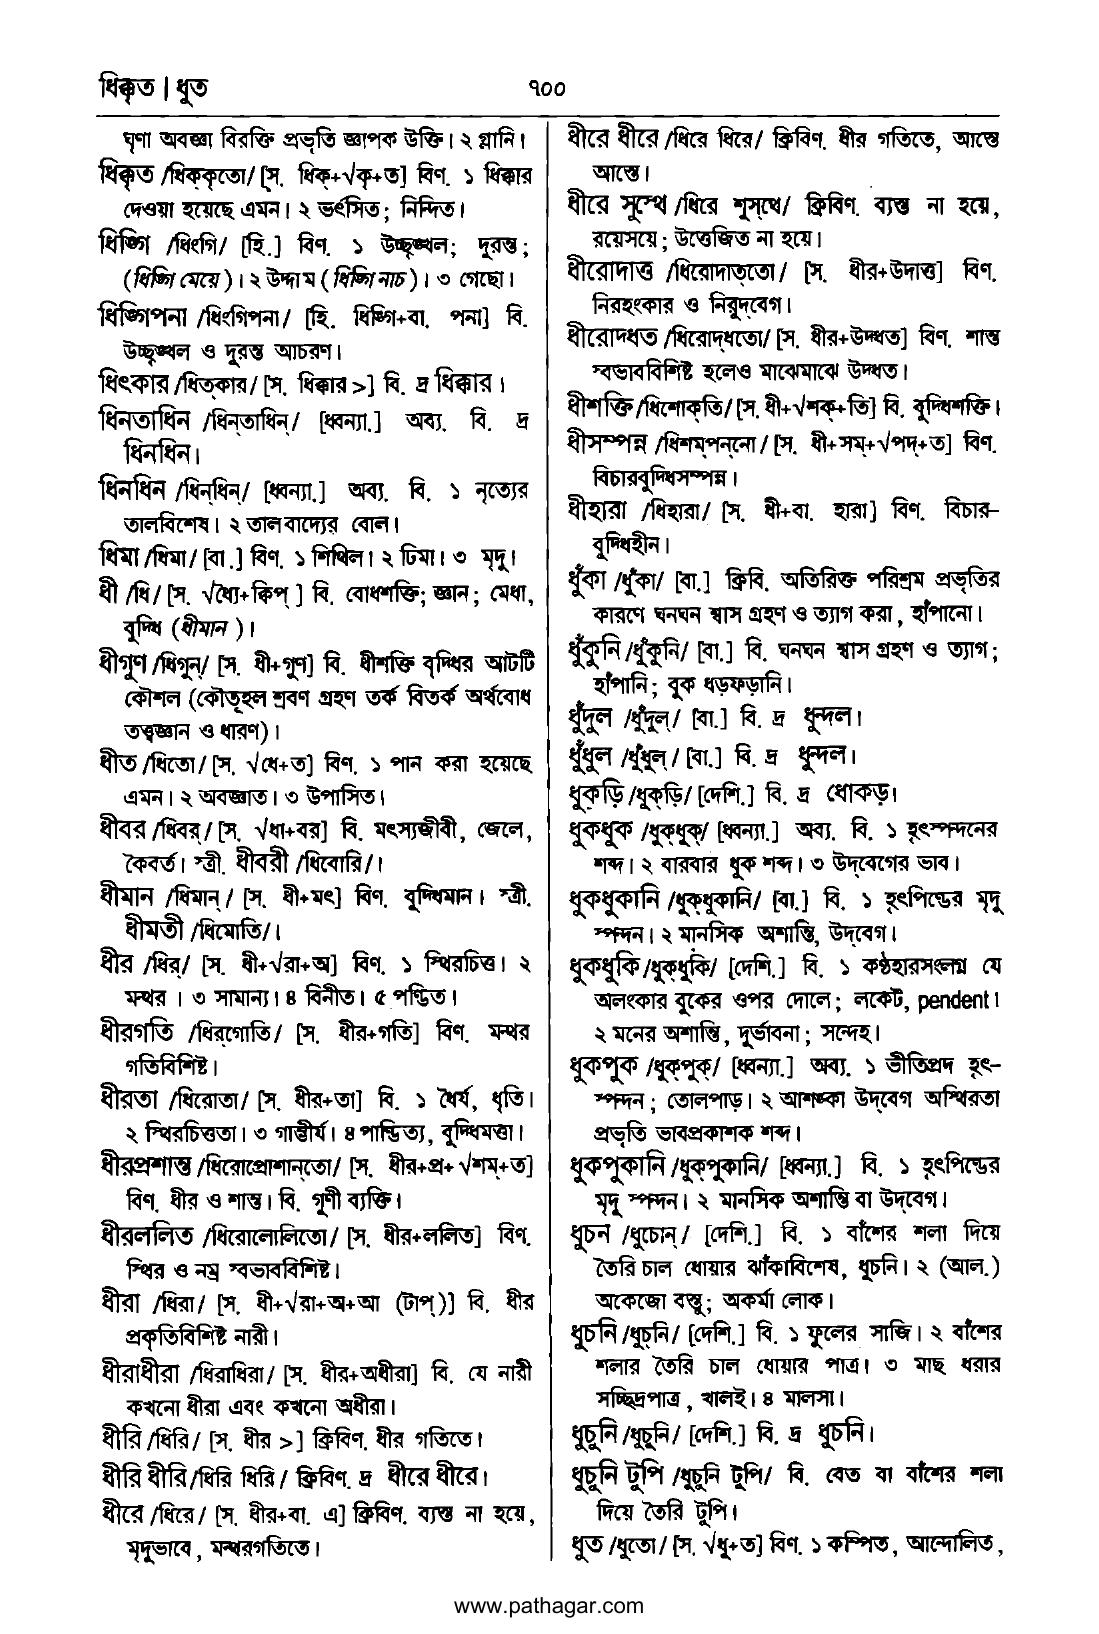 ধিক্কৃত | ধুত
৭০০
ঘৃণা অবজ্ঞা বিরক্তি প্রভৃতি জ্ঞাপক উক্তি। ২ গ্লানি।
ধিক্কৃত /ধিক্‌কৃতো/ [স. ধিক্+√কৃ+ত] বিণ. ১ ধিক্কার
দেওয়া হয়েছে এমন। ২ ভর্ৎসিত; নিন্দিত।
ধিঙ্গি /ধিংগি/ [হি.] বিণ. ১ উচ্ছৃঙ্খল; দুরন্ত;
(ধিঙ্গি মেয়ে)। ২ উদ্দাম (ধিঙ্গি নাচ)। ৩ গেছো।
ধিঙ্গিপনা /ধিংগিপনা/ [হি. ধিঙ্গি+বা. পনা] বি.
উচ্ছৃঙ্খল ও দুরন্ত আচরণ।
ধিৎকার /ধিত্‌কার/ [স. ধিক্কার >] বি. দ্র ধিক্কার।
ধিনতাধিন /ধিন্‌তাধিন্/ [ধ্বন্যা.] অব্য. বি. দ্র
ধিনধিন।
ধিনধিন /ধিন্‌ধিন্/ [ধ্বন্যা.] অব্য. বি. ১ নৃত্যের
তালবিশেষ। ২ তালবাদ্যের বোল।
ধিমা /ধিমা/ [বা.] বিণ. ১ শিথিল। ২ ঢিমা। ৩ মৃদু।
ধী /ধি/ [স. √ধ্যৈ+ক্বিপ্] বি. বোধশক্তি; জ্ঞান; মেধা,
বুদ্ধি (ধীমান)।
ধীগুণ /ধিগুন্/ [স. ধী+গুণ] বি. ধীশক্তি বৃদ্ধির আটটি
কৌশল (কৌতূহল শ্রবণ গ্রহণ তর্ক বিতর্ক অর্থবোধ
তত্ত্বজ্ঞান ও ধারণ)।
ধীত /ধিতো/ [স. √ধে+ত] বিণ. ১ পান করা হয়েছে
এমন। ২ অবজ্ঞাত। ৩ উপাসিত।
ধীবর /ধিবর্/ [স. √ধা+বর] বি. মৎস্যজীবী, জেলে,
কৈবর্ত। স্ত্রী. ধীবরী /ধিবোরি/।
ধীমান /ধিমান্/ [স. ধী+মৎ] বিণ. বুদ্ধিমান। স্ত্রী.
ধীমতী /ধিমোতি/।
ধীর /ধির্/ [স. ধী+√রা+অ] বিণ. ১ স্থিরচিত্ত। ২
মন্থর। ৩ সামান্য। ৪ বিনীত। ৫ পণ্ডিত।
ধীরগতি /ধির্‌গোতি/ [স. ধীর+গতি] বিণ. মন্থর
গতিবিশিষ্ট।
ধীরতা /ধিরোতা/ [স. ধীর+তা] বি. ১ ধৈর্য, ধৃতি।
২ স্থিরচিত্ততা। ৩ গাম্ভীর্য। ৪ পাণ্ডিত্য, বুদ্ধিমত্তা।
ধীরপ্রশান্ত /ধিরোপ্রোশান্‌তো/ [স. ধীর+প্র+√শম্+ত]
বিণ. ধীর ও শান্ত। বি. গুণী ব্যক্তি।
ধীরললিত /ধিরোলোলিতো/ [স. ধীর+ললিত] বিণ.
স্থির ও নম্র স্বভাববিশিষ্ট।
ধীরা /ধিরা/ [স. ধী+√রা+অ+আ (টাপ্)] বি. ধীর
প্রকৃতিবিশিষ্ট নারী।
ধীরাধীরা /ধিরাধিরা/ [স. ধীর+অধীরা] বি. যে নারী
কখনো ধীরা এবং কখনো অধীরা।
ধীরি /ধিরি/ [স. ধীর >] ক্রিবিণ. ধীর গতিতে।
ধীরি ধীরি /ধিরি ধিরি/ ক্রিবিণ. দ্র ধীরে ধীরে।
ধীরে /ধিরে/ [স. ধীর+বা. এ] ক্রিবিণ. ব্যস্ত না হয়ে,
মৃদুভাবে, মন্থরগতিতে।
ধীরে ধীরে /ধিরে ধিরে/ ক্রিবিণ. ধীর গতিতে, আস্তে
আস্তে।
ধীরে সুস্থে /ধিরে শুস্‌থে/ ক্রিবিণ. ব্যস্ত না হয়ে,
রয়েসয়ে; উত্তেজিত না হয়ে।
ধীরোদাত্ত /ধিরোদাত্‌তো/ [স. ধীর+উদাত্ত] বিণ.
নিরহংকার ও নিরুদ্‌বেগ।
ধীরোদ্ধত /ধিরোদ্‌ধতো/ [স. ধীর+উদ্ধত] বিণ. শান্ত
স্বভাববিশিষ্ট হলেও মাঝেমাঝে উদ্ধত।
ধীশক্তি /ধিশোক্‌তি/ [স. ধী+√শক্+তি] বি. বুদ্ধিশক্তি।
ধীসম্পন্ন /ধিশম্‌পন্‌নো/ [স. ধী+সম্+√পদ্+ত] বিণ.
বিচারবুদ্ধিসম্পন্ন।
ধীহারা /ধিহারা/ [স. ধী+বা. হারা] বিণ. বিচার-
বুদ্ধিহীন।
ধুঁকা /ধুঁকা/ [বা.] ক্রিবি. অতিরিক্ত পরিশ্রম প্রভৃতির
কারণে ঘনঘন শ্বাস গ্রহণ ও ত্যাগ করা, হাঁপানো।
ধুঁকুনি /ধুঁকুনি/ [বা.] বি. ঘনঘন শ্বাস গ্রহণ ও ত্যাগ;
হাঁপানি; বুক ধড়ফড়ানি।
ধুঁদুল /ধুঁদুল্/ [বা.] বি. দ্র ধুন্দল।
ধুঁধুল /ধুঁধুল্/ [বা.] বি. দ্র ধুন্দল।
ধুকড়ি /ধুক্‌ড়ি/ [দেশি.] বি. দ্র ধোকড়।
ধুকধুক /ধুক্‌ধুক্/ [ধ্বন্যা.] অব্য. বি. ১ হৃৎস্পন্দনের
শব্দ। ২ বারবার ধুক শব্দ। ৩ উদ্‌বেগের ভাব।
ধুকধুকানি /ধুক্‌ধুকানি/ [বা.] বি. ১ হৃৎপিণ্ডের মৃদু
স্পন্দন। ২ মানসিক অশান্তি, উদ্‌বেগ।
ধুকধুকি /ধুক্‌ধুকি/ [দেশি.] বি. ১ কণ্ঠহারসংলগ্ন যে
অলংকার বুকের ওপর দোলে; লকেট, pendent।
২ মনের অশান্তি, দুর্ভাবনা; সন্দেহ।
ধুকপুক /ধুক্‌পুক্/ [ধ্বন্যা.] অব্য. ১ ভীতিপ্রদ হৃৎ-
স্পন্দন; তোলপাড়। ২ আশঙ্কা উদ্‌বেগ অস্থিরতা
প্রভৃতি ভাবপ্রকাশক শব্দ।
ধুকপুকানি /ধুক্‌পুকানি/ [ধ্বন্যা.] বি. ১ হৃৎপিণ্ডের
মৃদু স্পন্দন। ২ মানসিক অশান্তি বা উদ্‌বেগ।
ধুচন /ধুচোন্/ [দেশি.] বি. ১ বাঁশের শলা দিয়ে
তৈরি চাল ধোয়ার ঝাঁকাবিশেষ, ধুচনি। ২ (আল.)
অকেজো বস্তু; অকর্মা লোক।
ধুচনি /ধুচ্‌নি/ [দেশি.] বি. ১ ফুলের সাজি। ২ বাঁশের
শলার তৈরি চাল ধোয়ার পাত্র। ৩ মাছ ধরার
সচ্ছিদ্রপাত্র, খালই। ৪ মালসা।
ধুচুনি /ধুচুনি/ [দেশি.] বি. দ্র ধুচনি।
ধুচুনি টুপি /ধুচুনি টুপি/ বি. বেত বা বাঁশের শলা
দিয়ে তৈরি টুপি।
ধুত /ধুতো/ [স. √ধু+ত] বিণ. ১ কম্পিত, আন্দোলিত,
www.pathagar.com